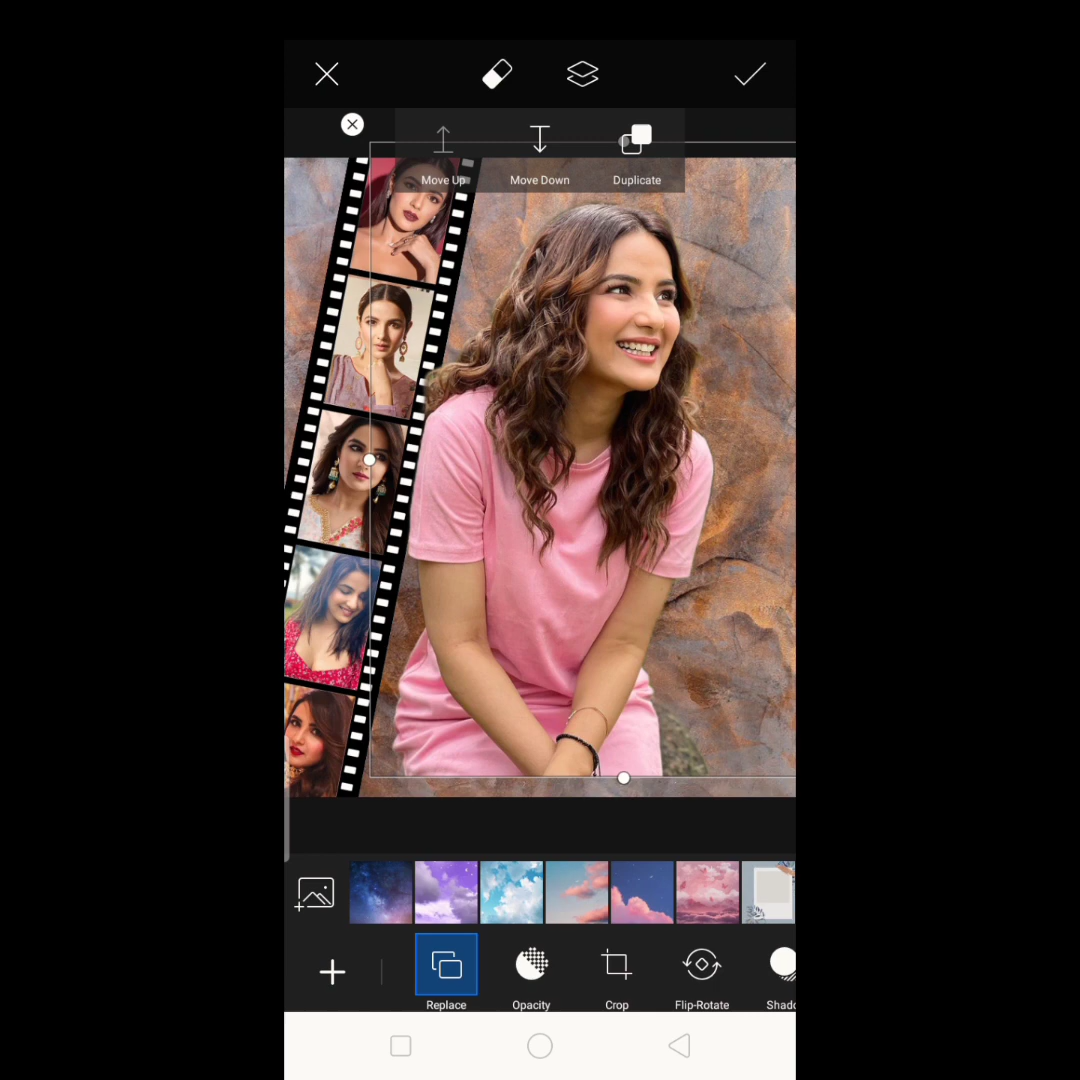 Move Up
Move Down
Duplicate
Replace
Opacity
Crop
Flip-Rotate
Shado